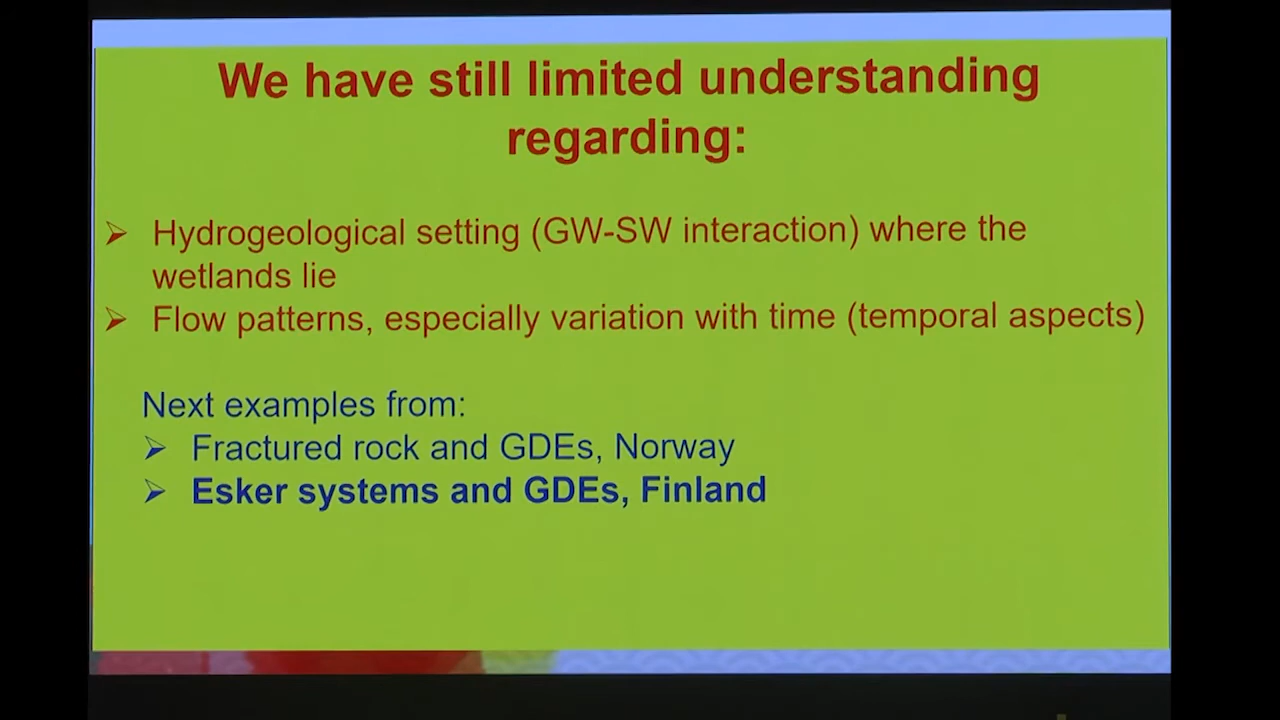 We have still limited understanding
regarding:
Hydrogeological setting (GW-SW interaction) where the
wetlands lie
Flow patterns, especially variation with time (temporal aspects)
Next examples from:
Fractured rock and GDEs, Norway
Esker systems and GDEs, Finland